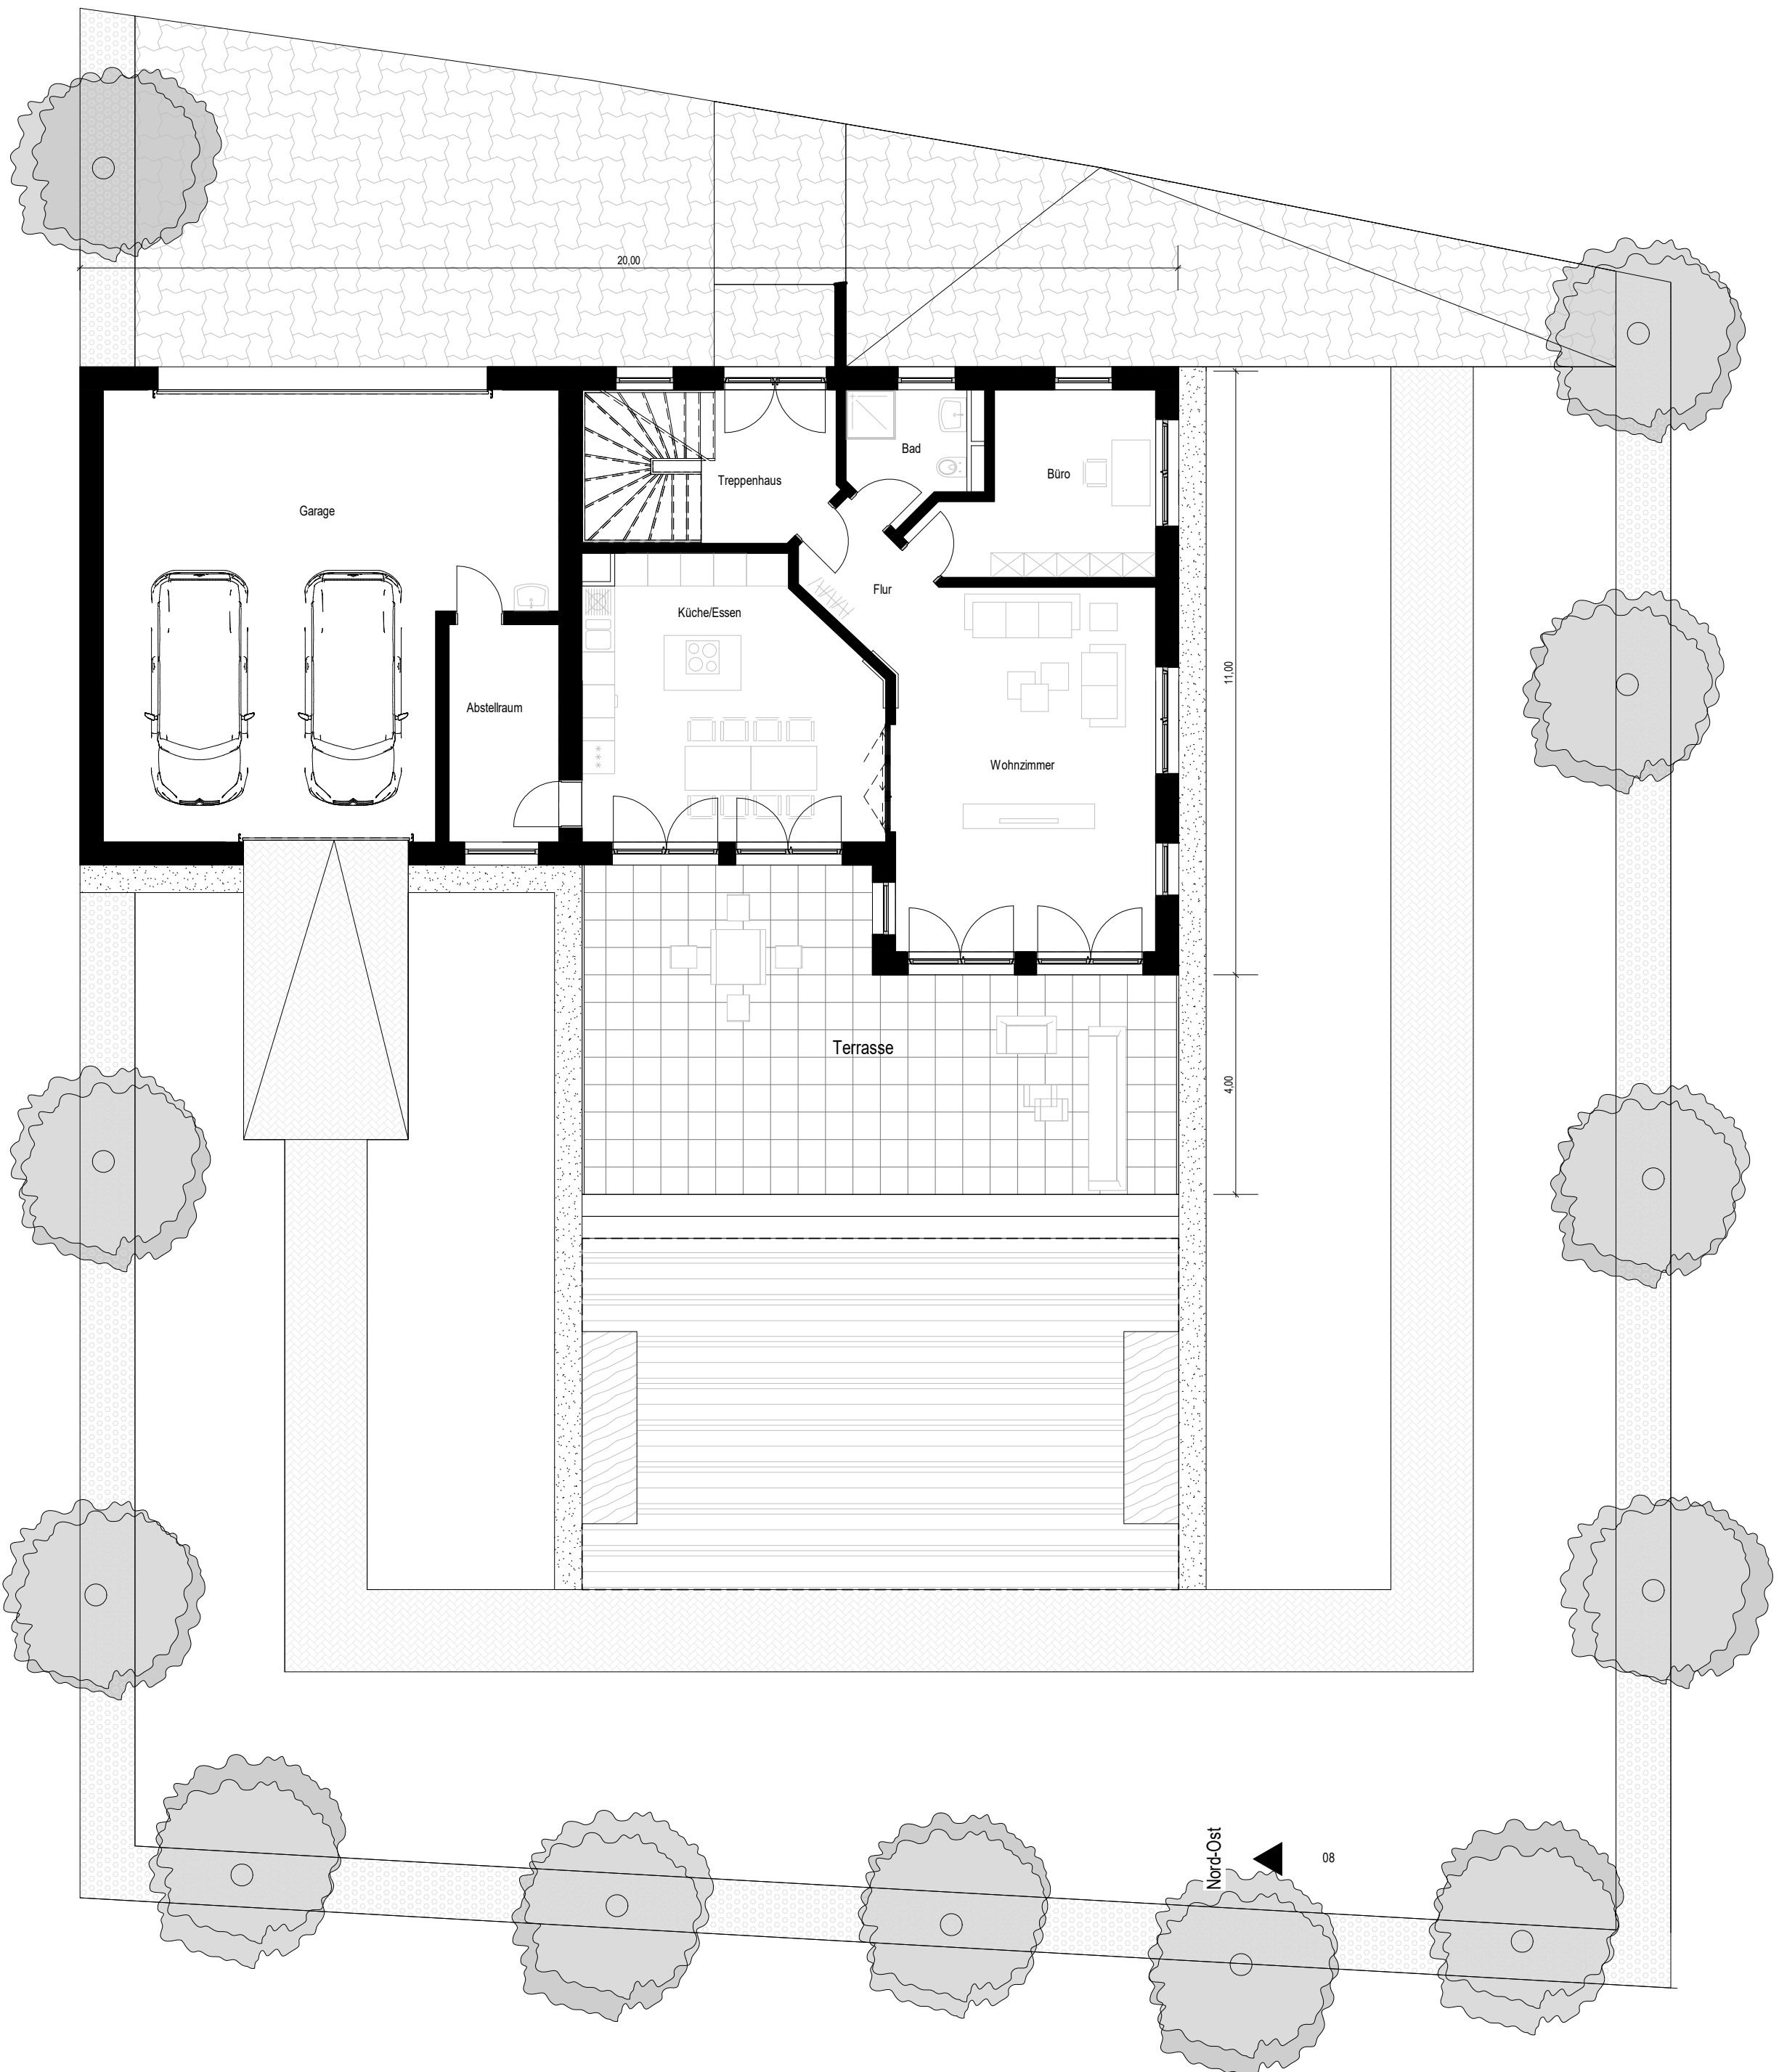 20,00
Bad
Büro
Treppenhaus
Garage
Flur
Küche/Essen
11,00
Abstellraum
Wohnzimmer
Terrasse
4,00
Nord-Ost
08